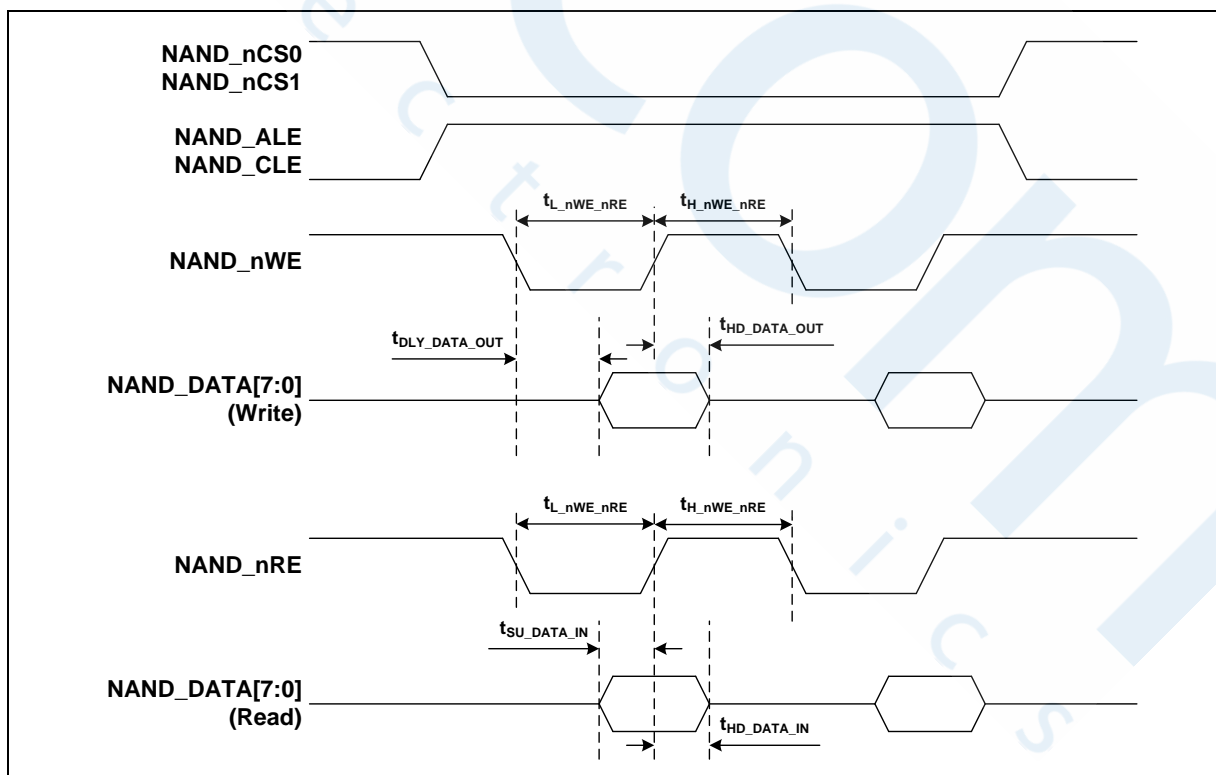 NAND_nCS0
NAND_nCS1
NAND_ALE
NAND_CLE
tL_nWE_nRE
tH_nWE_nRE
NAND_nWE
tDLY_DATA_OUT
tHD_DATA_OUT
NAND_DATA[7:0]
(Write)
tL_nWE_nRE
tH_nWE_nRE
NAND_nRE
tSU_DATA_IN
NAND_DATA[7:0]
(Read)
tHD_DATA_IN